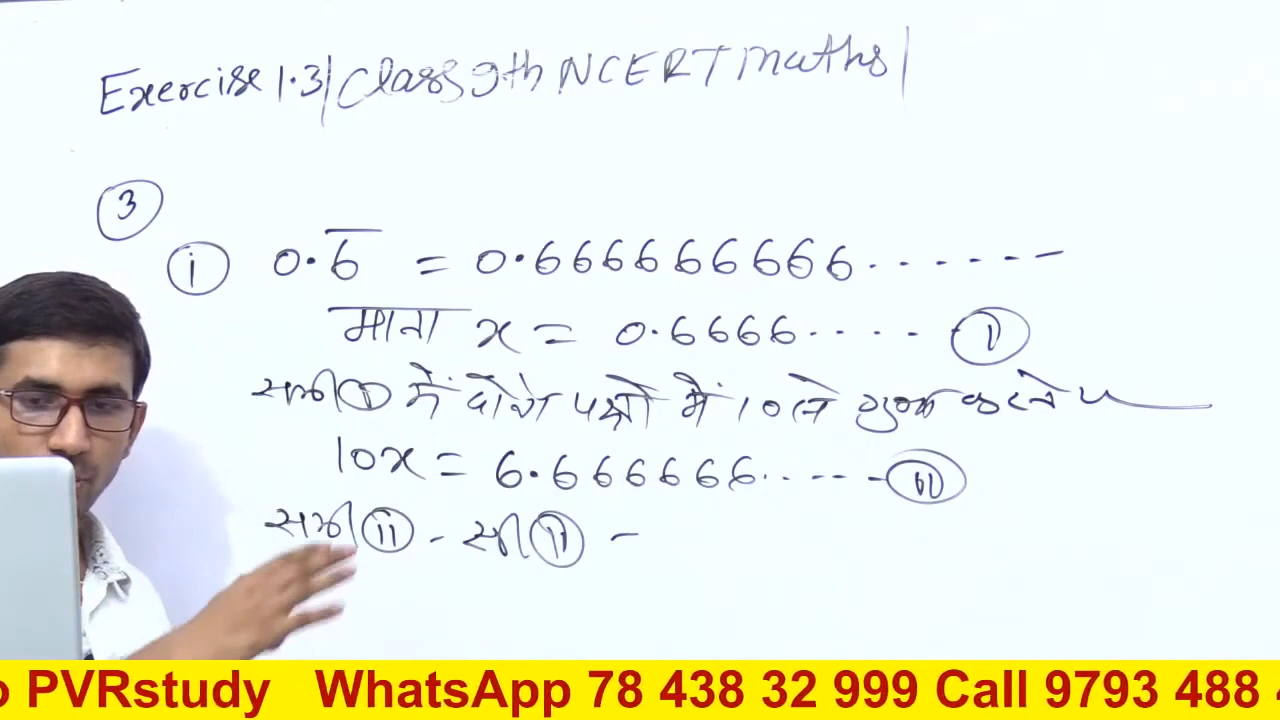 Exercise 1.3 | Class 9th NCERT maths |
3
i 0.6̅ = 0.666666666.......
माना x = 0.6666.... i
समी i में दोनो पक्षो में 10 से गुणा करने पर
10x = 6.666666..... ii
समी ii - समी i -
o PVRstudy WhatsApp 78 438 32 999 Call 9793 488